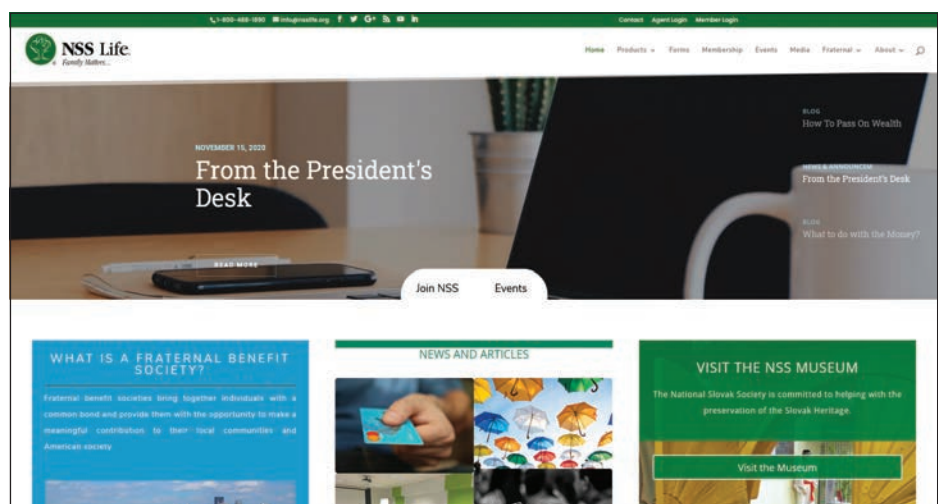 1-800-488-1890 info@nsslife.org
Contact Agent Login Member Login
NSS Life.
Family Matters...
Home Products Forms Membership Events Media Fraternal About
NOVEMBER 15, 2020
From the President's
Desk
READ MORE
BLOG
How To Pass On Wealth
NEWS & ANNOUNCEM
From the President's Desk
BLOG
What to do with the Money?
Join NSS Events
WHAT IS A FRATERNAL BENEFIT
SOCIETY?
Fraternal benefit societies bring together individuals with a
common bond and provide them with the opportunity to make a
meaningful contribution to their local communities and
American society
NEWS AND ARTICLES
VISIT THE NSS MUSEUM
The National Slovak Society is committed to helping with the
preservation of the Slovak Heritage.
Visit the Museum